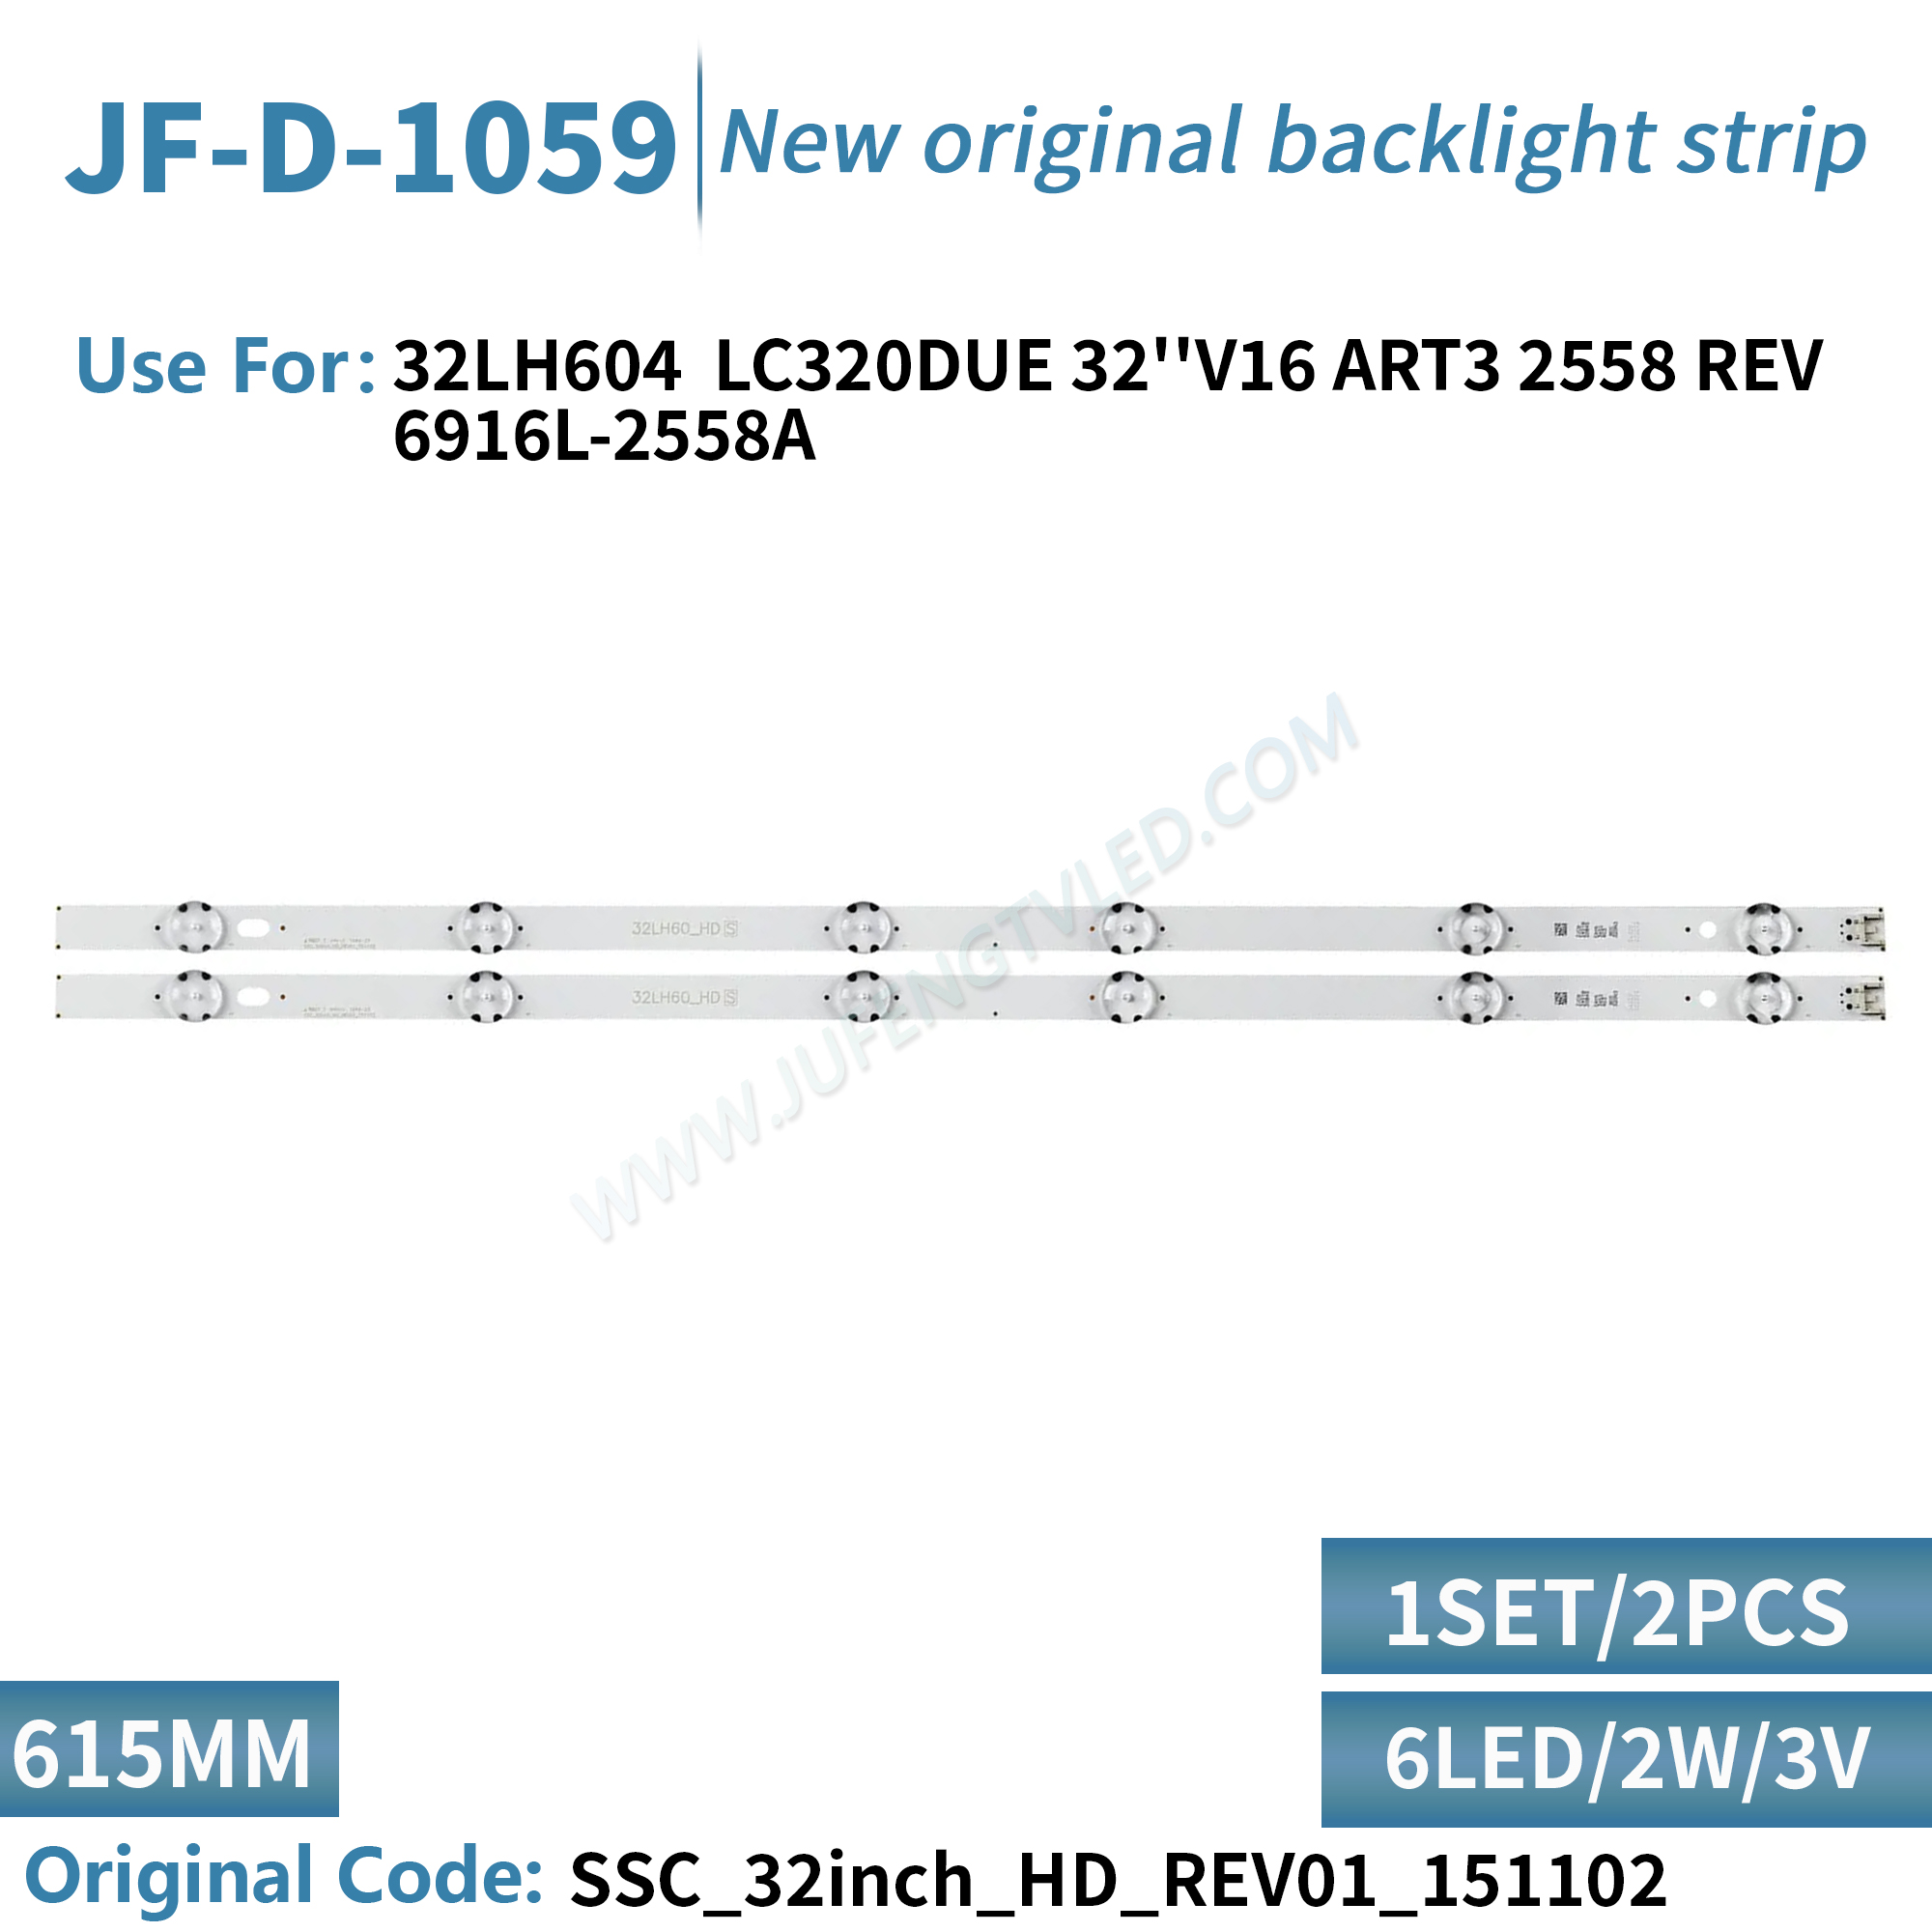 JF-D-1059
New original backlight strip
Use For: 32LH604 LC320DUE 32''V16 ART3 2558 REV
6916L-2558A
WWW.JUFENGTVLED.COM
32LH60_HD S
32LH60_HD S
1SET/2PCS
6LED/2W/3V
615MM
Original Code: SSC_32inch_HD_REV01_151102